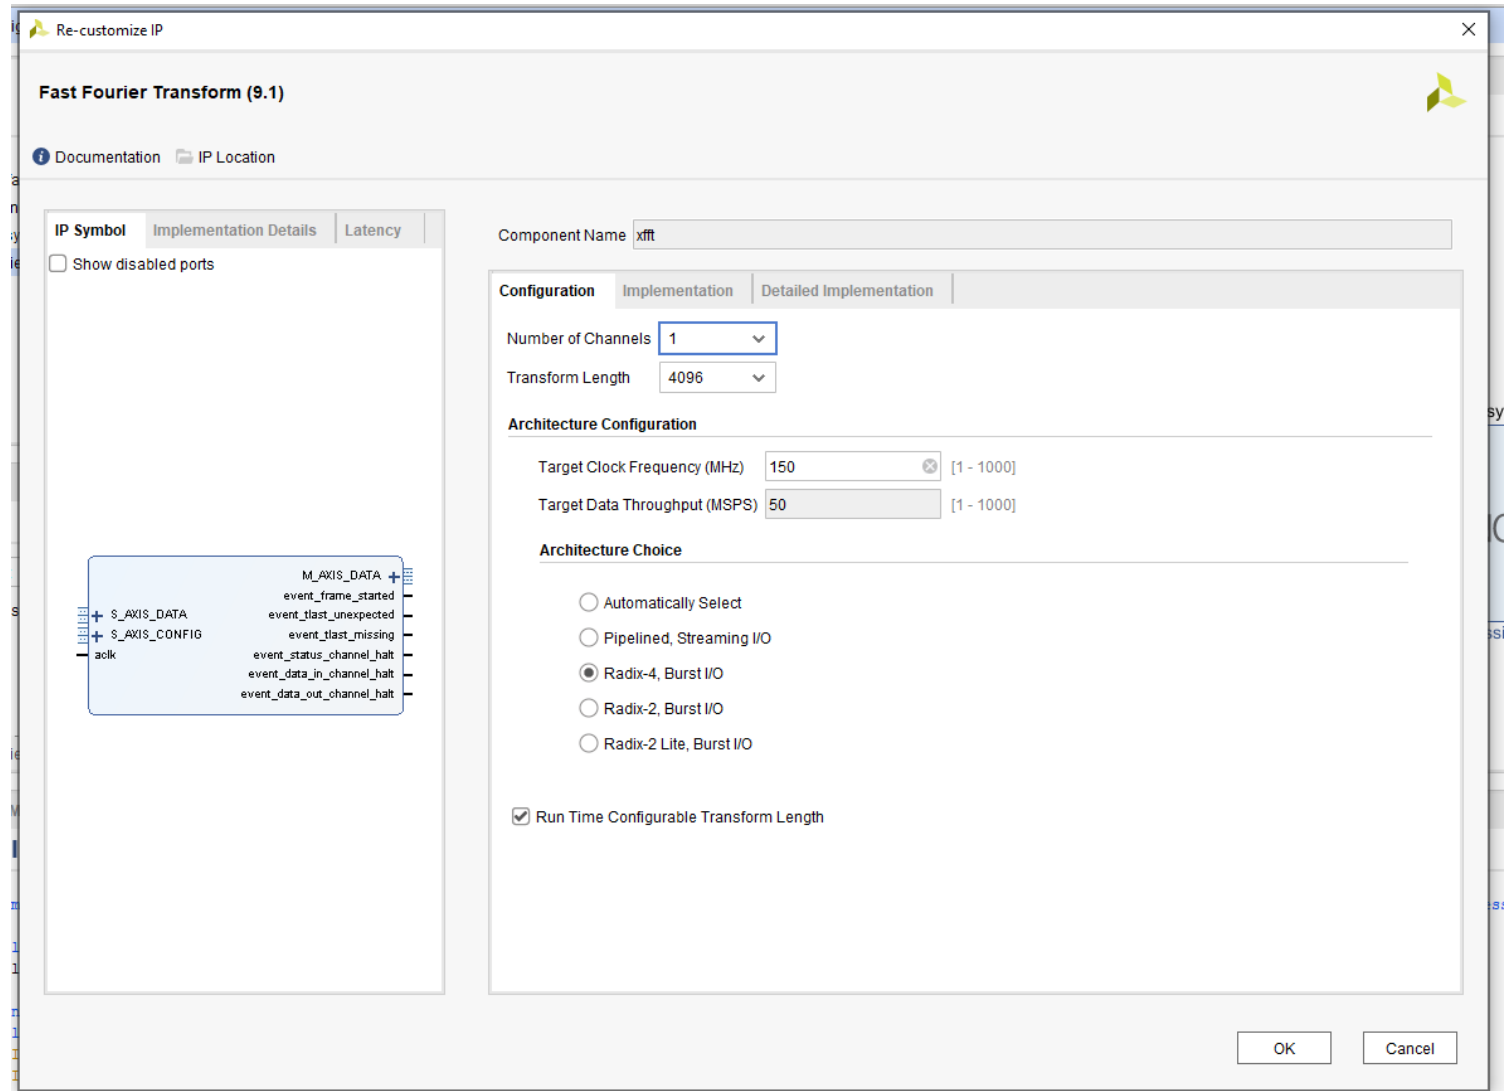 Re-customize IP
Fast Fourier Transform (9.1)
Documentation IP Location
IP Symbol Implementation Details Latency
Show disabled ports
M_AXIS_DATA
event_frame_started
S_AXIS_DATA event_tlast_unexpected
S_AXIS_CONFIG event_tlast_missing
aclk event_status_channel_halt
event_data_in_channel_halt
event_data_out_channel_halt
Component Name xfft
Configuration Implementation Detailed Implementation
Number of Channels 1
Transform Length 4096
Architecture Configuration
Target Clock Frequency (MHz) 150 [1 - 1000]
Target Data Throughput (MSPS) 50 [1 - 1000]
Architecture Choice
Automatically Select
Pipelined, Streaming I/O
Radix-4, Burst I/O
Radix-2, Burst I/O
Radix-2 Lite, Burst I/O
Run Time Configurable Transform Length
OK Cancel